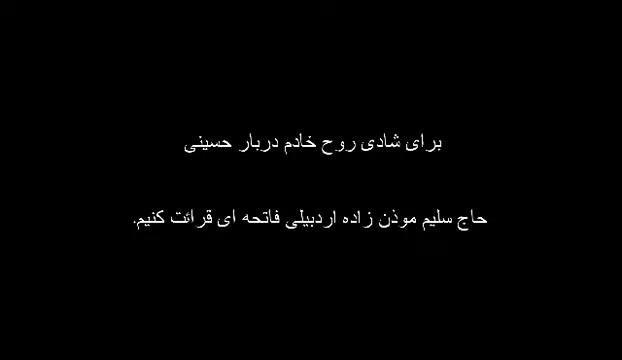 برای شادی روح خادم دربار حسینی
حاج سلیم موذن زاده اردبیلی فاتحه ای قرائت کنیم.